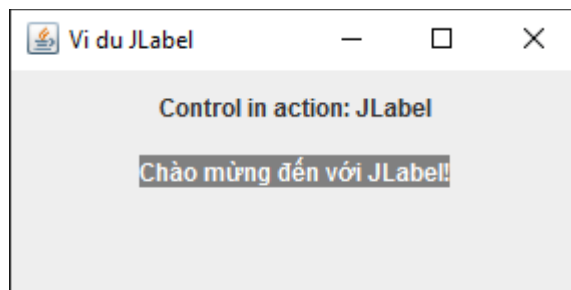 Vi du JLabel
Control in action: JLabel
Chào mừng đến với JLabel!